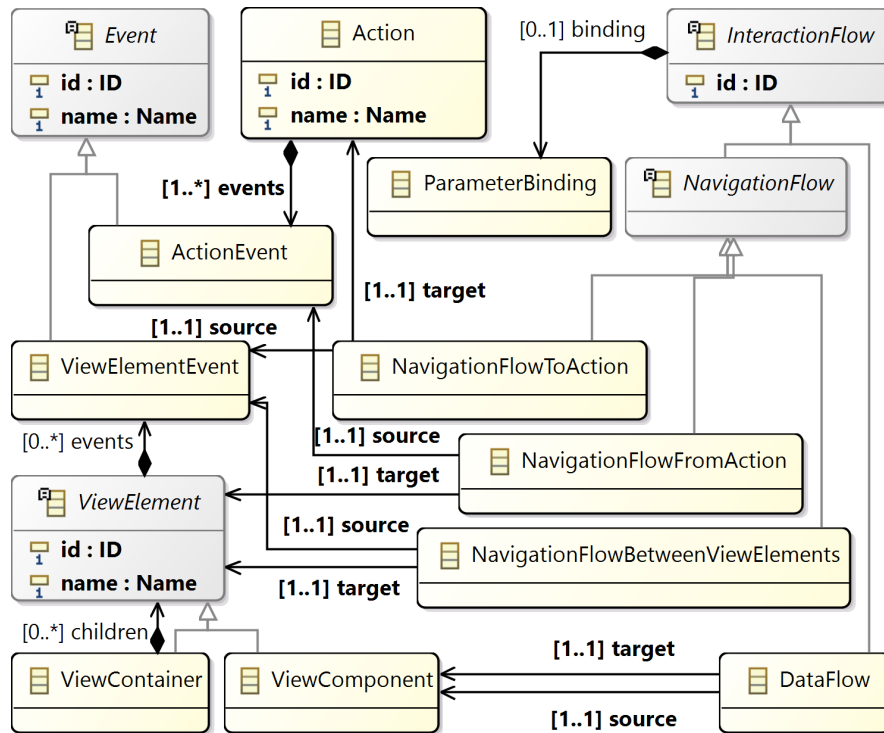 Event
id : ID
name : Name
Action
id : ID
name : Name
[0..1] binding
InteractionFlow
id : ID
[1..*] events
ParameterBinding
NavigationFlow
ActionEvent
[1..1] target
[1..1] source
ViewElementEvent
NavigationFlowToAction
[0..*] events
[1..1] source
NavigationFlowFromAction
[1..1] target
ViewElement
id : ID
name : Name
[1..1] source
NavigationFlowBetweenViewElements
[1..1] target
[0..*] children
ViewContainer
ViewComponent
[1..1] target
DataFlow
[1..1] source